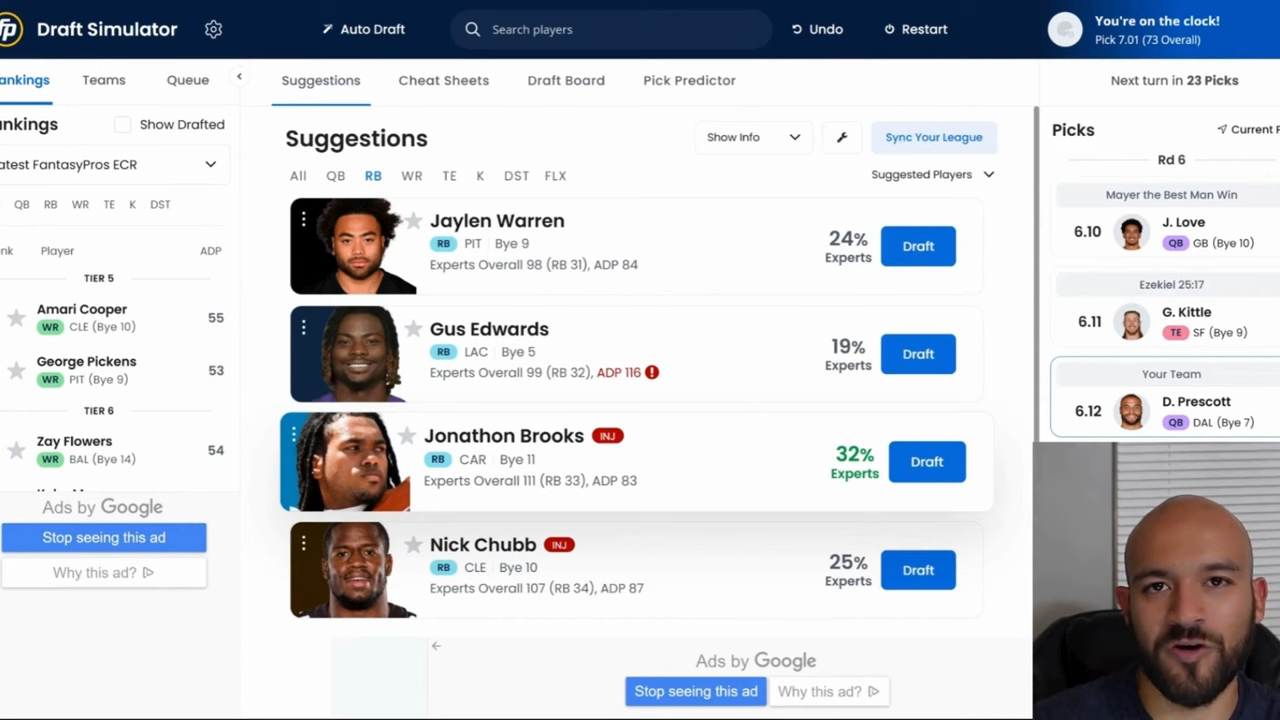 fp Draft Simulator
Auto Draft
Search players
Undo
Restart
You're on the clock!
Pick 7.01 (73 Overall)
ankings Teams Queue
Suggestions Cheat Sheets Draft Board Pick Predictor
Next turn in 23 Picks
nkings
Show Drafted
atest FantasyPros ECR
QB RB WR TE K DST
nk Player ADP
TIER 5
Amari Cooper
WR CLE (Bye 10)
55
George Pickens
WR PIT (Bye 9)
53
TIER 6
Zay Flowers
WR BAL (Bye 14)
54
Ads by Google
Stop seeing this ad
Why this ad?
Suggestions
Show Info
Sync Your League
All QB RB WR TE K DST FLX
Suggested Players
Jaylen Warren
RB PIT Bye 9
Experts Overall 98 (RB 31), ADP 84
24%
Experts
Draft
Gus Edwards
RB LAC Bye 5
Experts Overall 99 (RB 32), ADP 116
19%
Experts
Draft
Jonathon Brooks INJ
RB CAR Bye 11
Experts Overall 111 (RB 33), ADP 83
32%
Experts
Draft
Nick Chubb INJ
RB CLE Bye 10
Experts Overall 107 (RB 34), ADP 87
25%
Experts
Draft
Ads by Google
Stop seeing this ad
Why this ad?
Picks
Current P
Rd 6
Mayer the Best Man Win
6.10
J. Love
QB GB (Bye 10)
Ezekiel 25:17
6.11
G. Kittle
TE SF (Bye 9)
Your Team
6.12
D. Prescott
QB DAL (Bye 7)